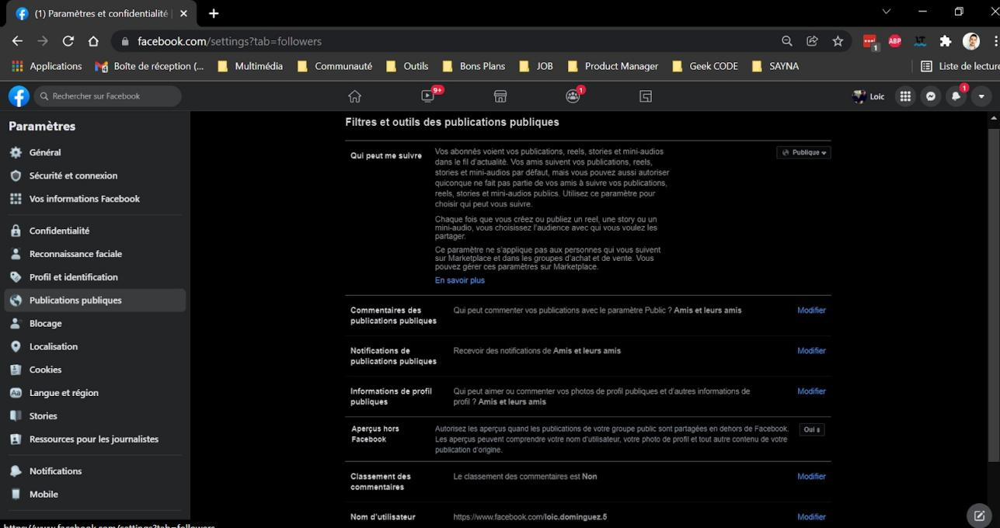 (1) Paramètres et confidentialité
facebook.com/settings?tab=followers
1
ABP
LT
Applications
Boîte de réception (...
Multimédia
Communauté
Outils
Bons Plans
JOB
Product Manager
Geek CODE
SAYNA
Liste de lecture
Rechercher sur Facebook
9+
1
Loic
1
Paramètres
Général
Sécurité et connexion
Vos informations Facebook
Confidentialité
Reconnaissance faciale
Profil et identification
Publications publiques
Blocage
Localisation
Cookies
Aa
Langue et région
Stories
Ressources pour les journalistes
Notifications
Mobile
https://www.facebook.com/settings?tab=followers
Filtres et outils des publications publiques
Qui peut me suivre
Vos abonnés voient vos publications, reels, stories et mini-audios
dans le fil d'actualité. Vos amis suivent vos publications, reels,
stories et mini-audios par défaut, mais vous pouvez aussi autoriser
quiconque ne fait pas partie de vos amis à suivre vos publications,
reels, stories et mini-audios publics. Utilisez ce paramètre pour
choisir qui peut vous suivre.
Chaque fois que vous créez ou publiez un reel, une story ou un
mini-audio, vous choisissez l'audience avec qui vous voulez les
partager.
Ce paramètre ne s'applique pas aux personnes qui vous suivent
sur Marketplace et dans les groupes d'achat et de vente. Vous
pouvez gérer ces paramètres sur Marketplace.
En savoir plus
Publique
Commentaires des
publications publiques
Qui peut commenter vos publications avec le paramètre Public ? Amis et leurs amis
Modifier
Notifications de
publications publiques
Recevoir des notifications de Amis et leurs amis
Modifier
Informations de profil
publiques
Qui peut aimer ou commenter vos photos de profil publiques et d'autres informations de
profil ? Amis et leurs amis
Modifier
Aperçus hors
Facebook
Autorisez les aperçus quand les publications de votre groupe public sont partagées en dehors de Facebook.
Les aperçus peuvent comprendre votre nom d'utilisateur, votre photo de profil et tout autre contenu de votre
publication d'origine.
Oui
Classement des
commentaires
Le classement des commentaires est Non
Modifier
Nom d'utilisateur
https://www.facebook.com/loic.dominguez.5
Modifier